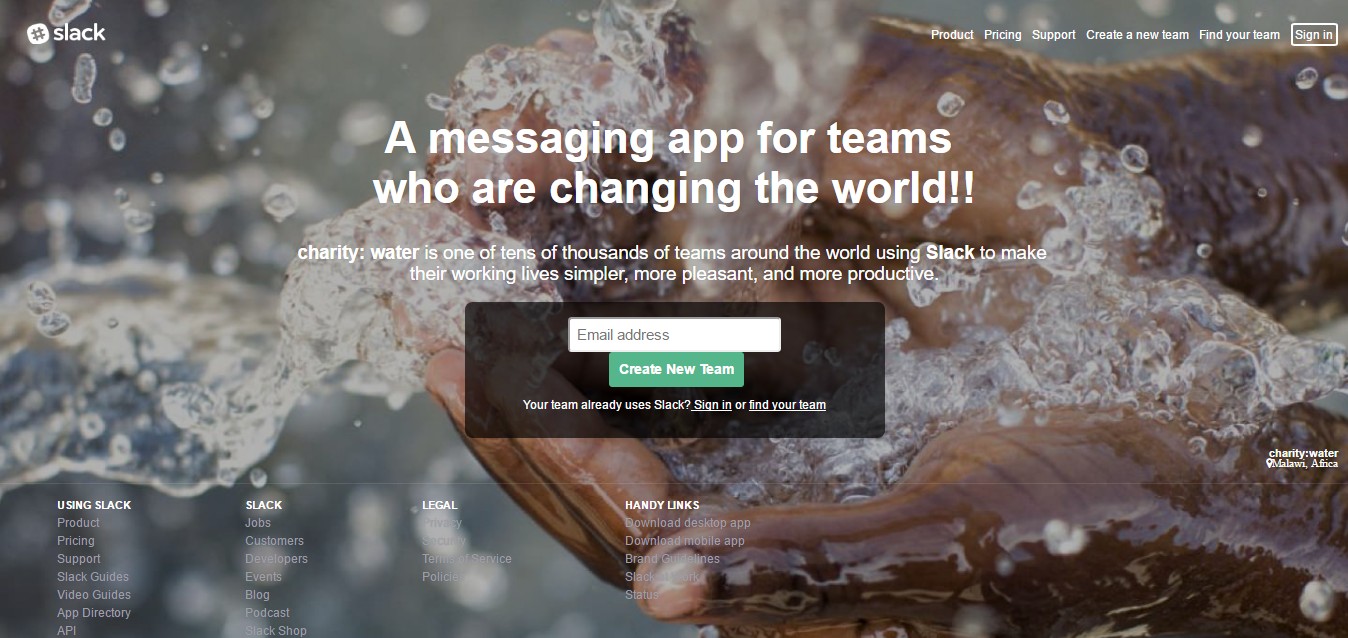 slack
Product Pricing Support Create a new team Find your team Sign in
A messaging app for teams
who are changing the world!!
charity: water is one of tens of thousands of teams around the world using Slack to make
their working lives simpler, more pleasant, and more productive.
Email address
Create New Team
Your team already uses Slack? Sign in or find your team
charity:water
Malawi, Africa
USING SLACK
Product
Pricing
Support
Slack Guides
Video Guides
App Directory
API
SLACK
Jobs
Customers
Developers
Events
Blog
Podcast
Slack Shop
LEGAL
Privacy
Security
Terms of Service
Policies
HANDY LINKS
Download desktop app
Download mobile app
Brand Guidelines
Slack
Status